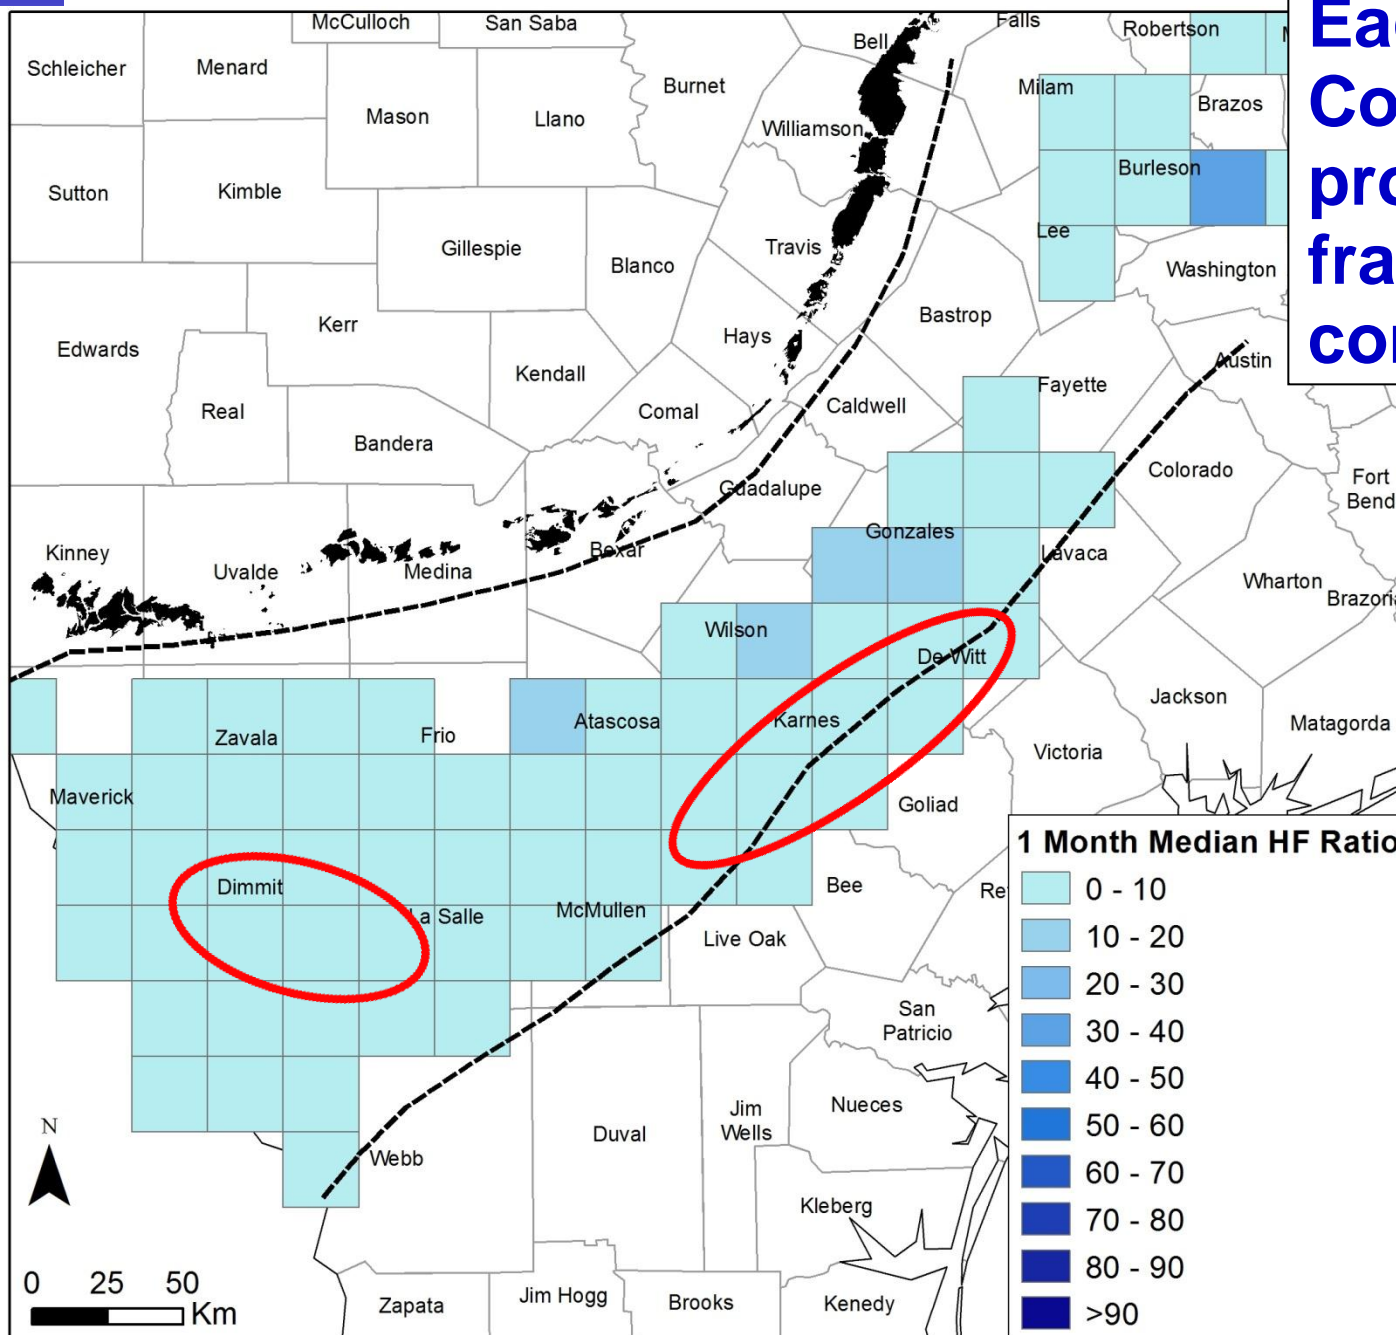 McCulloch
San Saba
Falls
Robertson
Bell
Schleicher
Menard
Burnet
Milam
Mason
Llano
Brazos
Williamson
Sutton
Kimble
Burleson
Lee
Gillespie
Travis
Blanco
Washington
Kerr
Bastrop
Edwards
Hays
Austin
Kendall
Fayette
Real
Comal
Caldwell
Bandera
Colorado
Guadalupe
Fort
Bend
Gonzales
Kinney
Bexar
Lavaca
Uvalde
Medina
Wharton
Brazoria
Wilson
De Witt
Jackson
Karnes
Atascosa
Matagorda
Zavala
Frio
Victoria
Maverick
Goliad
Dimmit
Bee
Re
La Salle
McMullen
Live Oak
San
Patricio
Nueces
Jim
Wells
Duval
Webb
Kleberg
Zapata
Jim Hogg
Brooks
Kenedy
N
0 25 50
Km
1 Month Median HF Ratio
0 - 10
10 - 20
20 - 30
30 - 40
40 - 50
50 - 60
60 - 70
70 - 80
80 - 90
>90